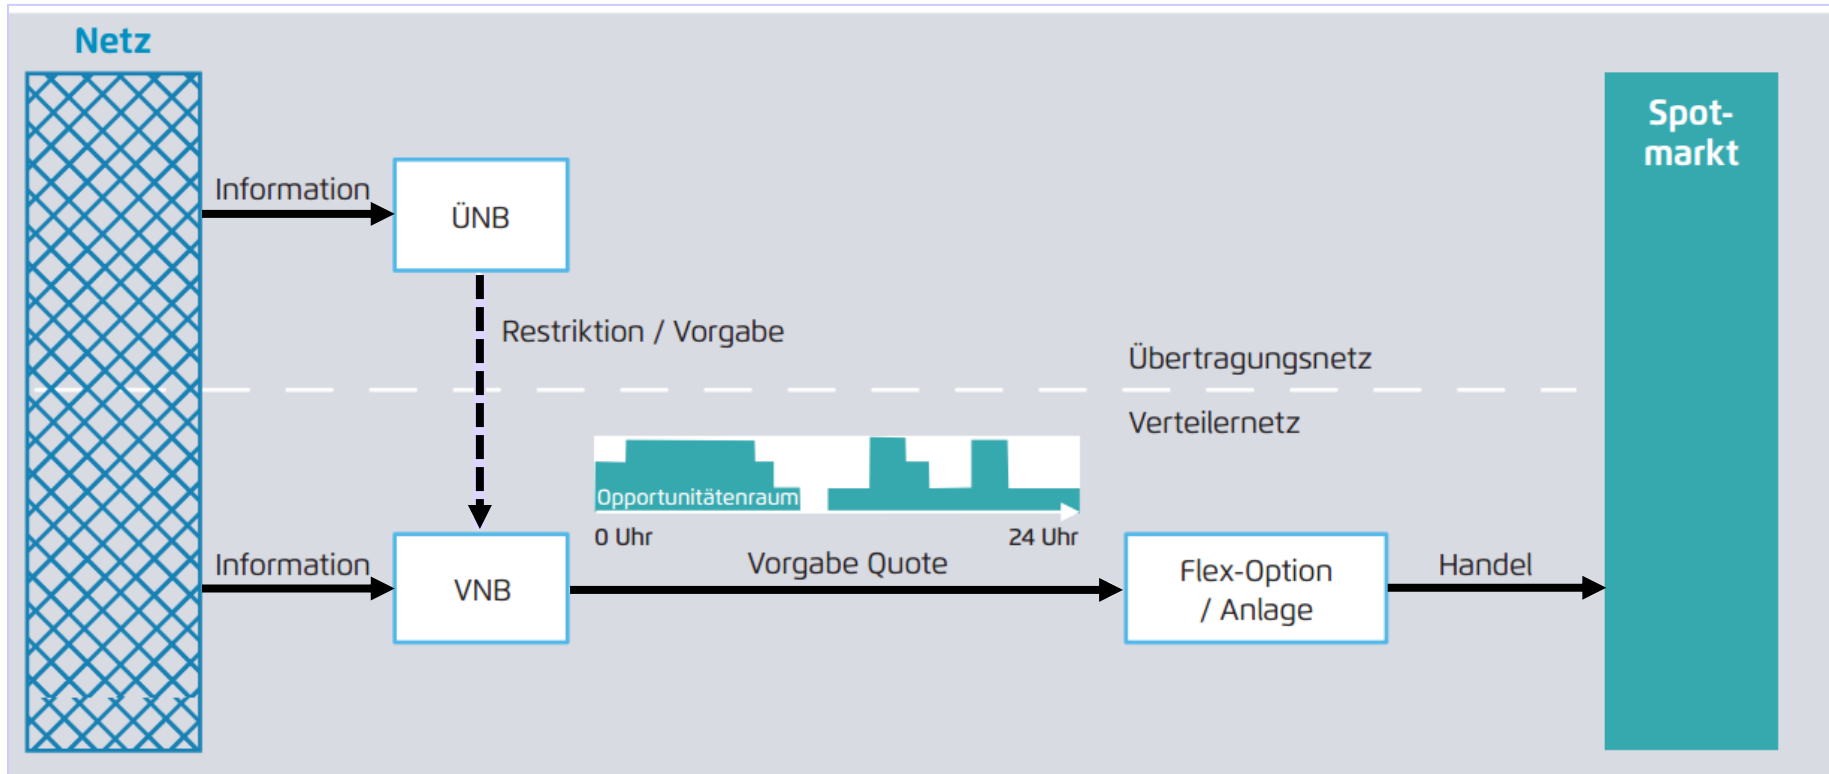 Netz
Spot-
markt
Information
ÜNB
Restriktion / Vorgabe
Übertragungsnetz
Verteilernetz
Opportunitätenraum
0 Uhr
24 Uhr
Information
VNB
Vorgabe Quote
Flex-Option
/ Anlage
Handel